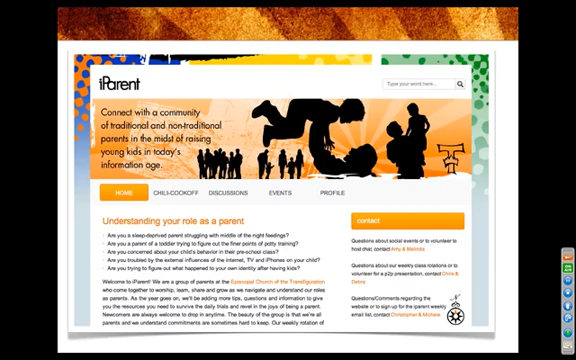 iParent
Type your word here...
Connect with a community
of traditional and non-traditional
parents in the midst of raising
young kids in today's
information age.
HOME CHILI-COOKOFF DISCUSSIONS EVENTS PROFILE
Understanding your role as a parent
Are you a sleep-deprived parent struggling with middle of the night feedings?
Are you a parent of a toddler trying to figure out the finer points of potty training?
Are you concerned about your child's behavior in their pre-school class?
Are you troubled by the external influences of the internet, TV and iPhones on your child?
Are you trying to figure out what happened to your own identity after having kids?
Welcome to iParent! We are a group of parents at the Episcopal Church of the Transfiguration
who come together to worship, learn, share and grow as we navigate and understand our roles
as parents. As the year goes on, we'll be adding more tips, questions and information to give
you the resources you need to survive the daily trials and revel in the joys of being a parent.
Newcomers are always welcome to drop in anytime. The beauty of the group is that we're all
parents and we understand commitments are sometimes hard to keep. Our weekly rotation of
contact
Questions about social events or to volunteer
to host chat, contact Amy & Melinda
Questions about our weekly class rotations or to
volunteer for a p2p presentation, contact Chris &
Debra
Questions/Comments regarding the
website or to sign-up for the iparent weekly
email list, contact Christopher & Michele